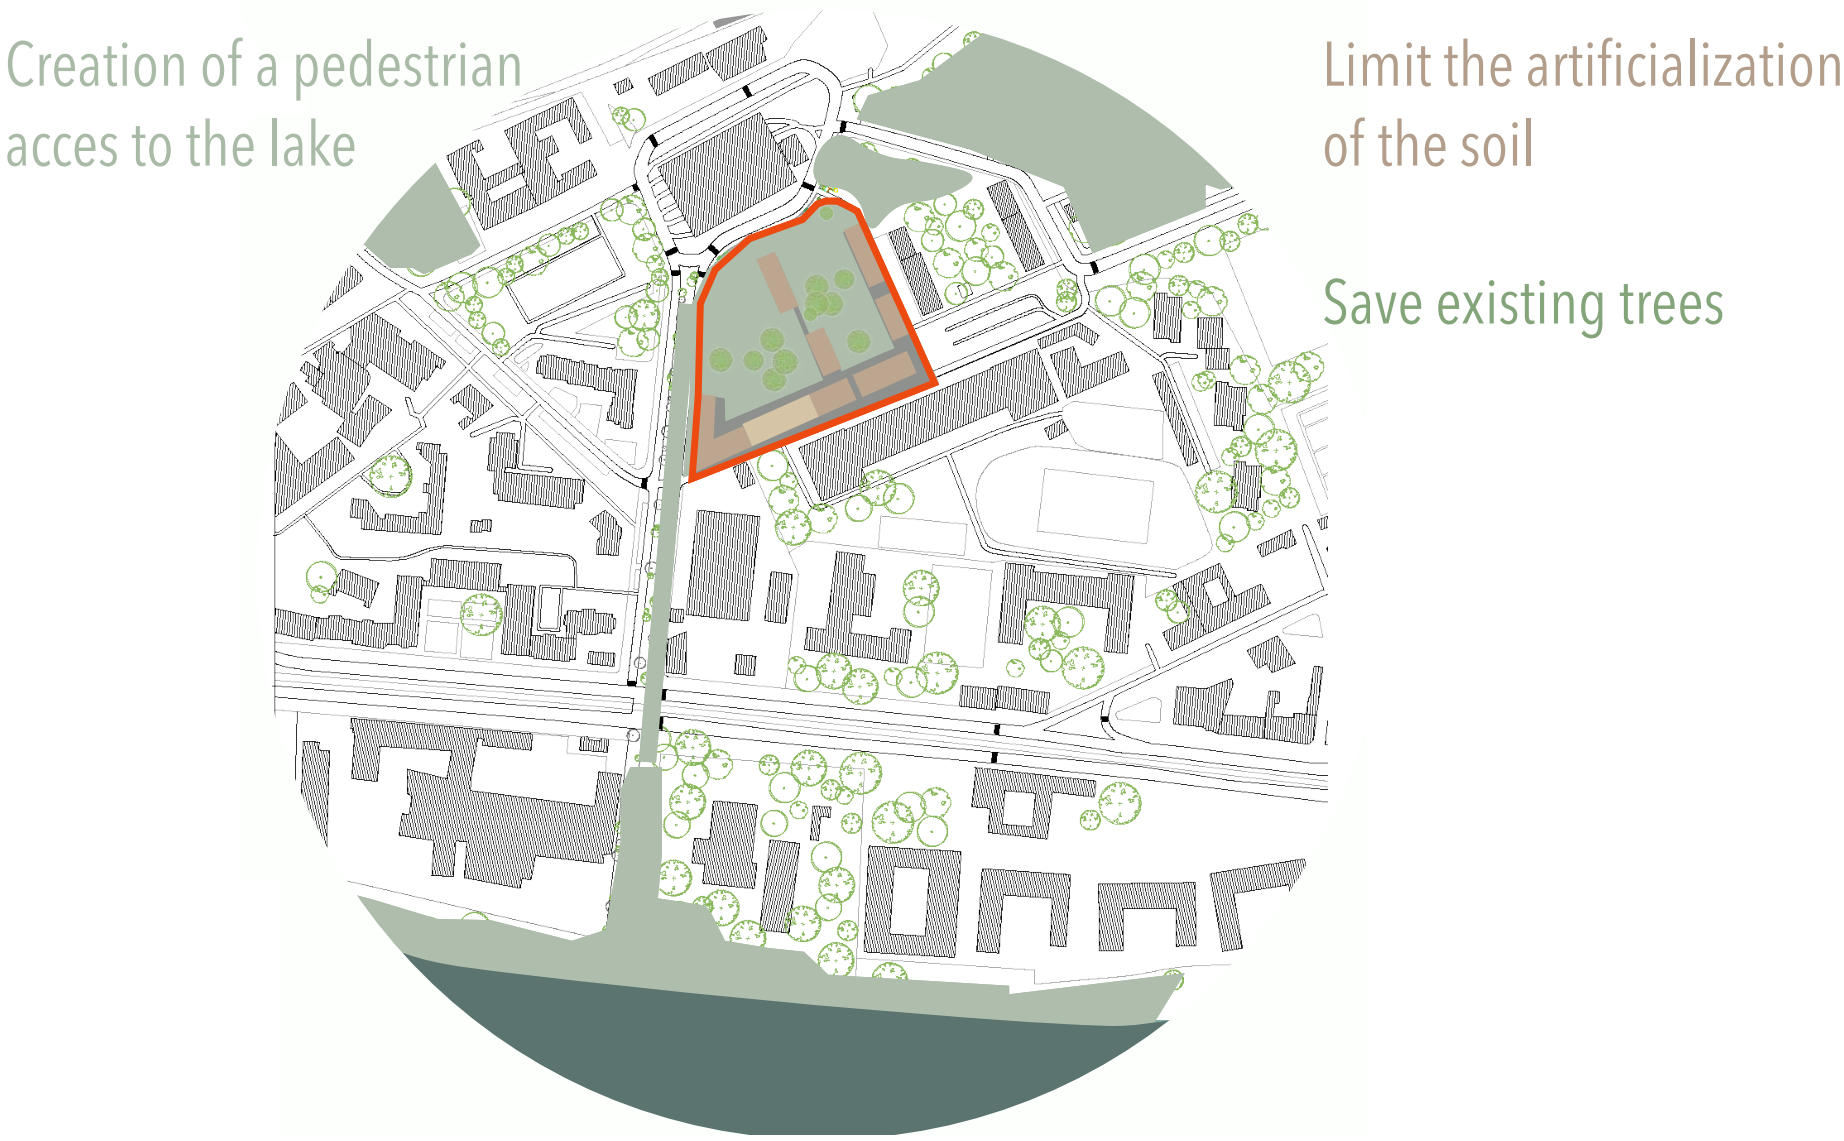 Creation of a pedestrian
acces to the lake
Limit the artificialization
of the soil
Save existing trees